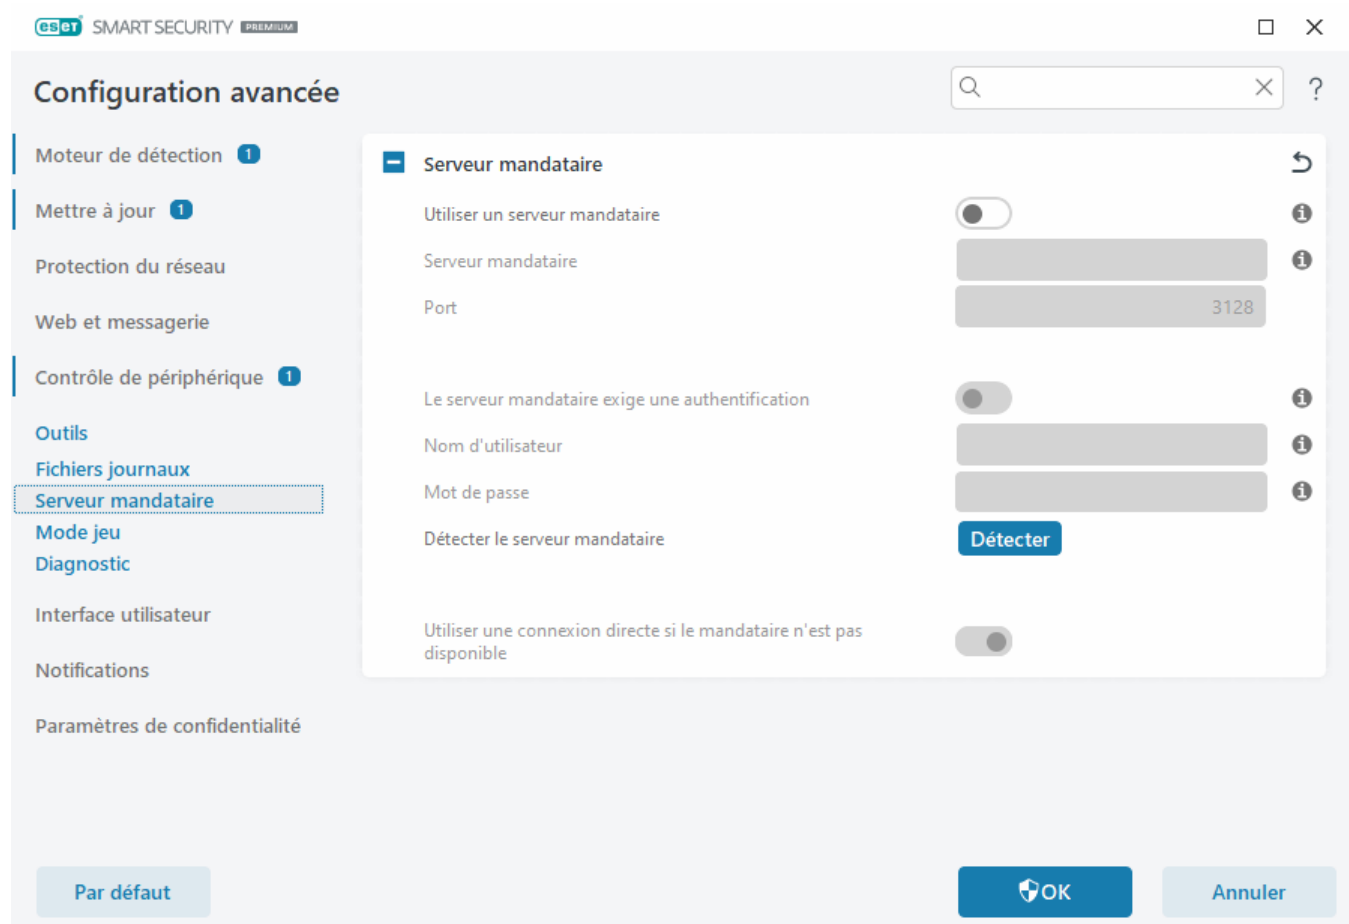 eset SMART SECURITY PREMIUM
Configuration avancée
?
Moteur de détection 1
Mettre à jour 1
Protection du réseau
Web et messagerie
Contrôle de périphérique 1
Outils
Fichiers journaux
Serveur mandataire
Mode jeu
Diagnostic
Interface utilisateur
Notifications
Paramètres de confidentialité
Serveur mandataire
Utiliser un serveur mandataire
Serveur mandataire
Port 3128
Le serveur mandataire exige une authentification
Nom d'utilisateur
Mot de passe
Détecter le serveur mandataire Détecter
Utiliser une connexion directe si le mandataire n'est pas
disponible
Par défaut
OK
Annuler